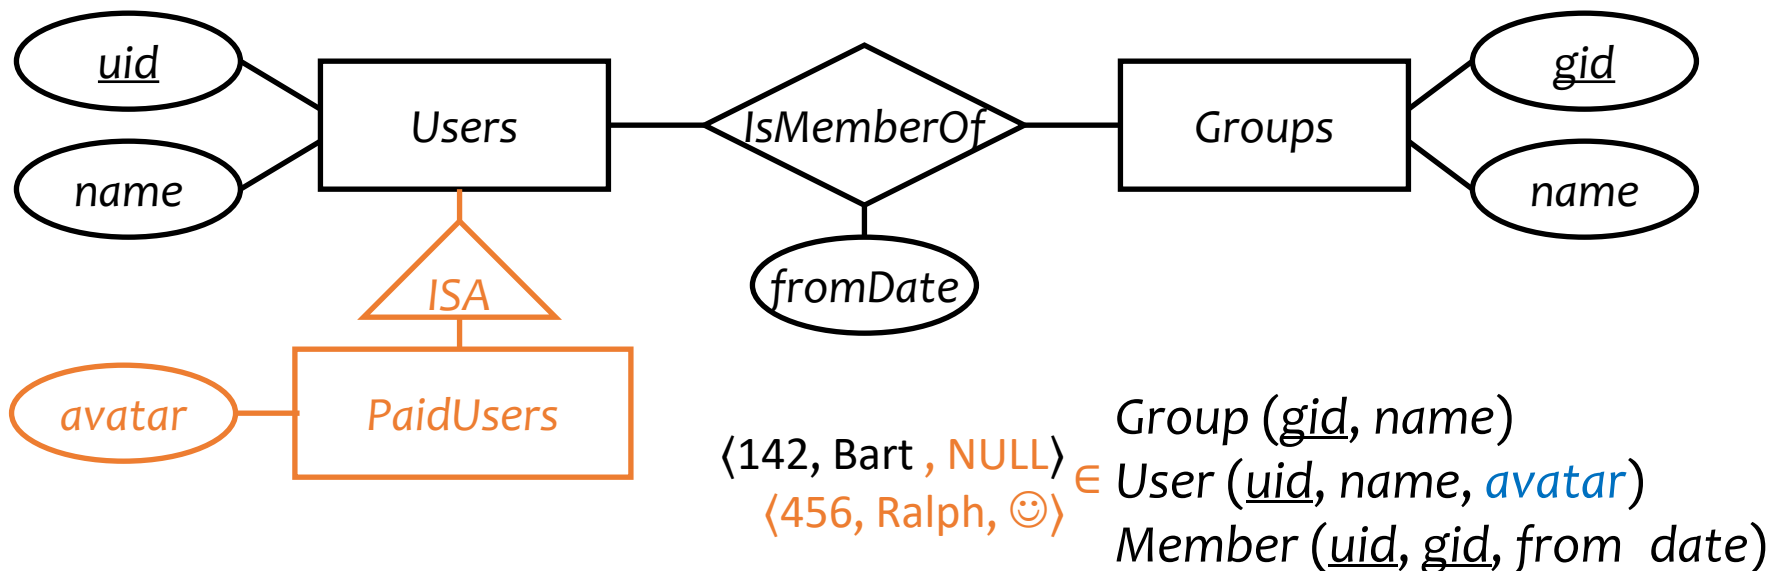 uid
name
Users
IsMemberOf
Groups
gid
name
fromDate
ISA
avatar
PaidUsers
⟨142, Bart , NULL⟩
⟨456, Ralph, ☺⟩
∈
Group (gid, name)
User (uid, name, avatar)
Member (uid, gid, from date)